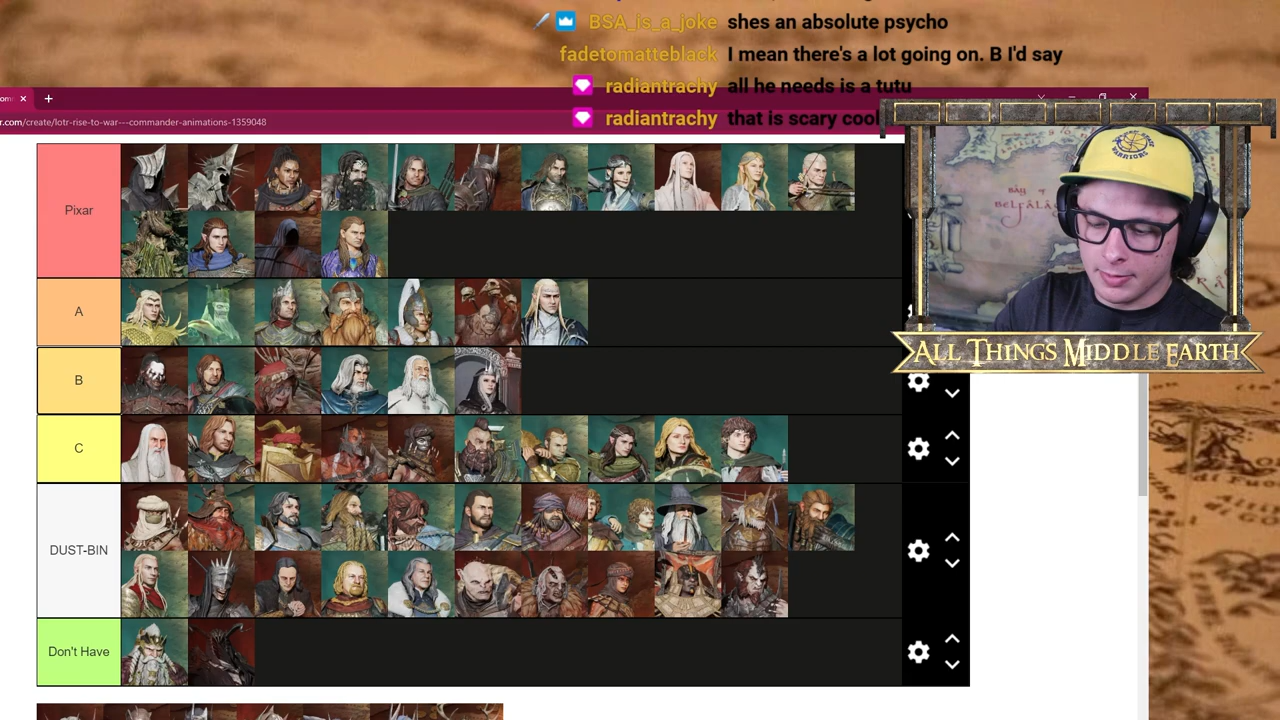 BSA_is_a_joke shes an absolute psycho
fadetomatteblack I mean there's a lot going on. B I'd say
radiantrachy all he needs is a tutu
radiantrachy that is scary cool
r.com/create/lotr-rise-to-war---commander-animations-1359048
Pixar
A
B
C
DUST-BIN
Don't Have
ALL THINGS MIDDLE EARTH